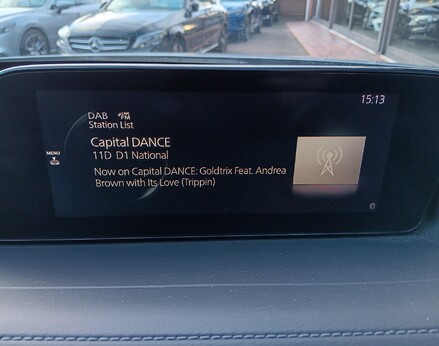 15:13
DAB FM
Station List
MENU
Capital DANCE
11D D1 National
Now on Capital DANCE: Goldtrix Feat. Andrea
Brown with Its Love (Trippin)